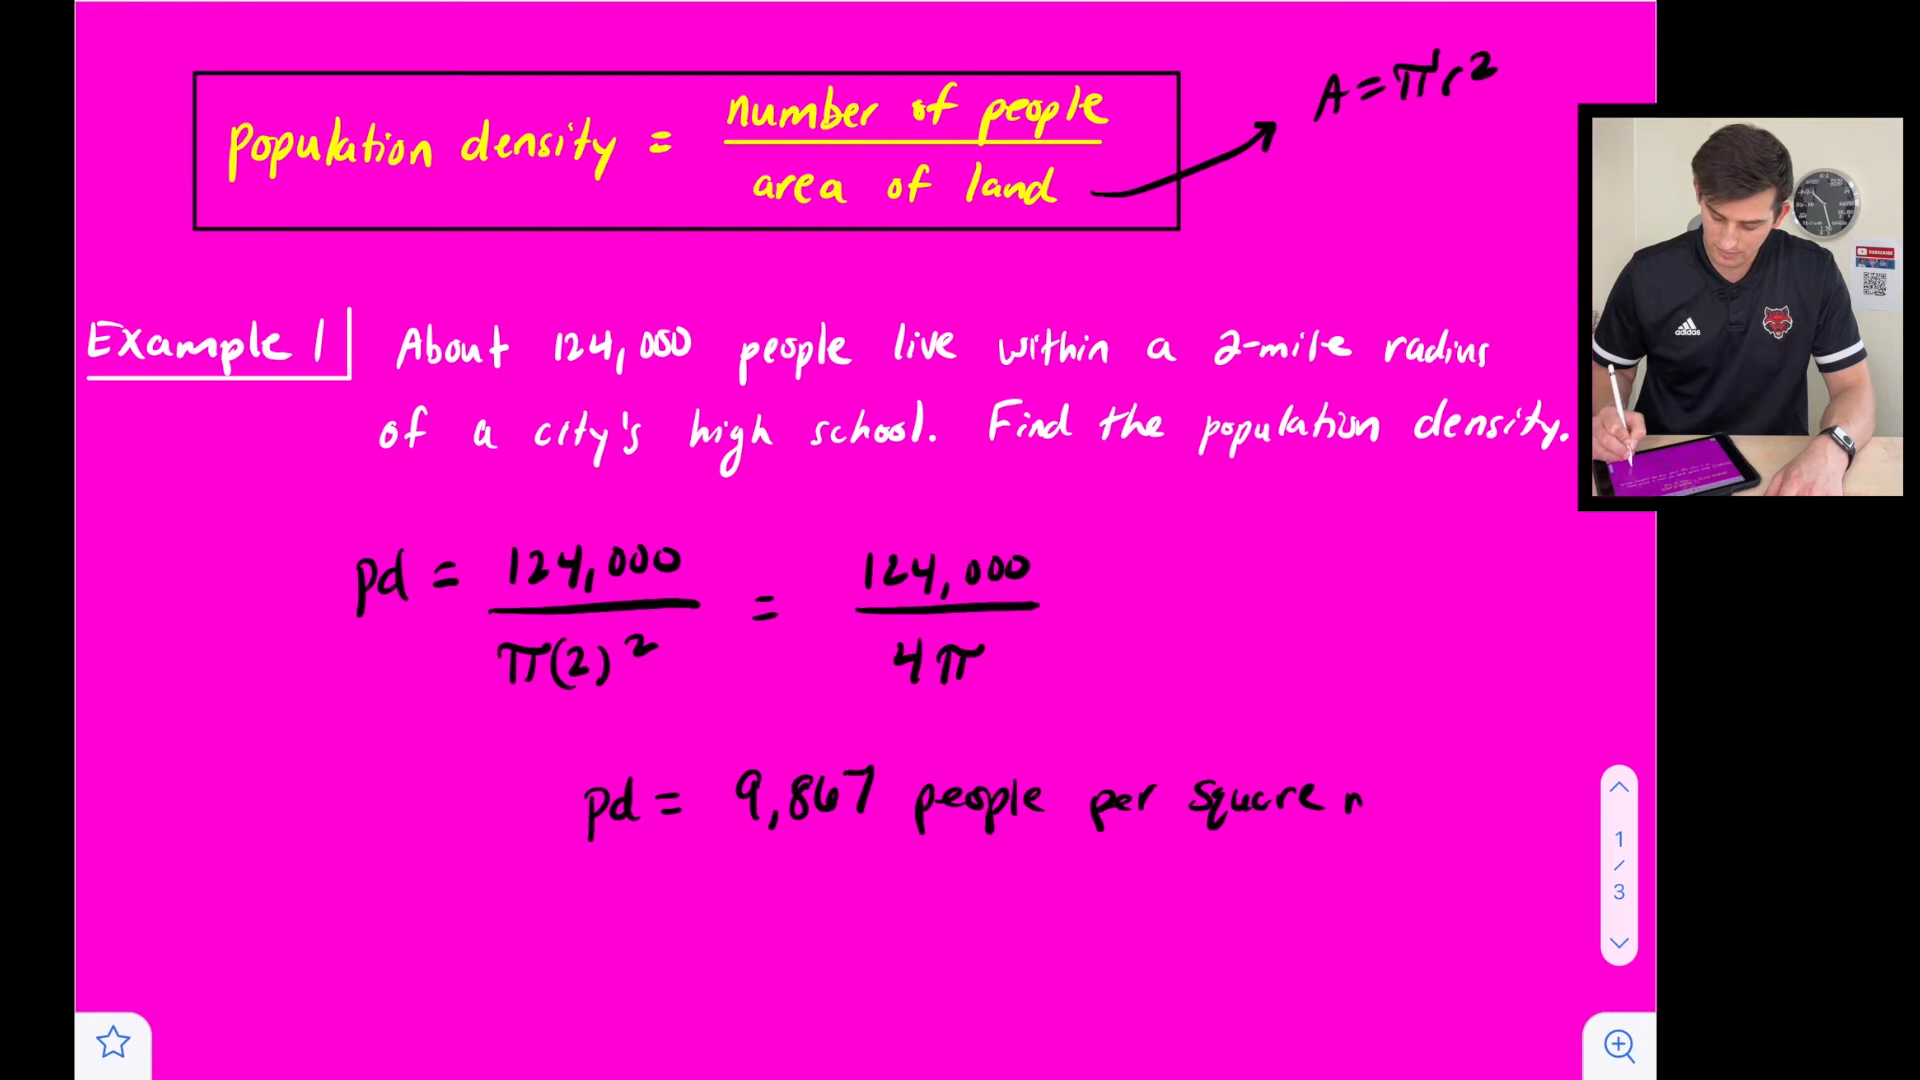 A = πr²
population density = number of people / area of land
Example 1
About 124,000 people live within a 2-mile radius
of a city's high school. Find the population density.
pd = 124,000 / π(2)² = 124,000 / 4π
pd = 9,867 people per square
adidas
SUBSCRIBE
1
/
3